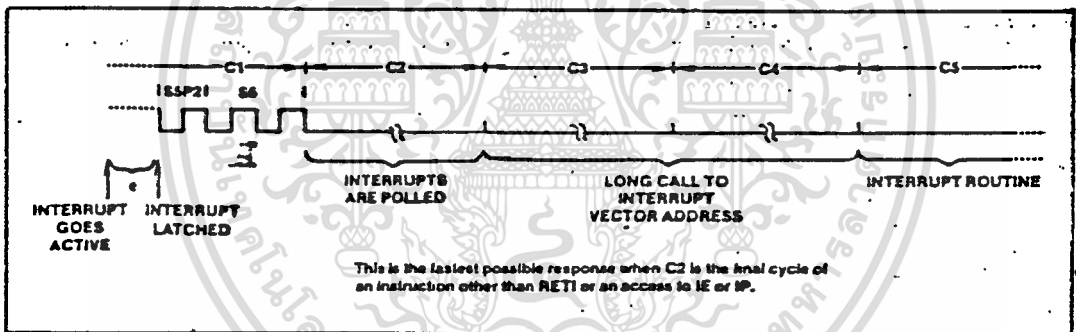 C1
C2
C3
C4
C5
S5P2
S6
INTERRUPT
GOES
ACTIVE
INTERRUPT
LATCHED
INTERRUPTS
ARE POLLED
LONG CALL TO
INTERRUPT
VECTOR ADDRESS
INTERRUPT ROUTINE
This is the fastest possible response when C2 is the final cycle of
an instruction other than RETI or an access to IE or IP.